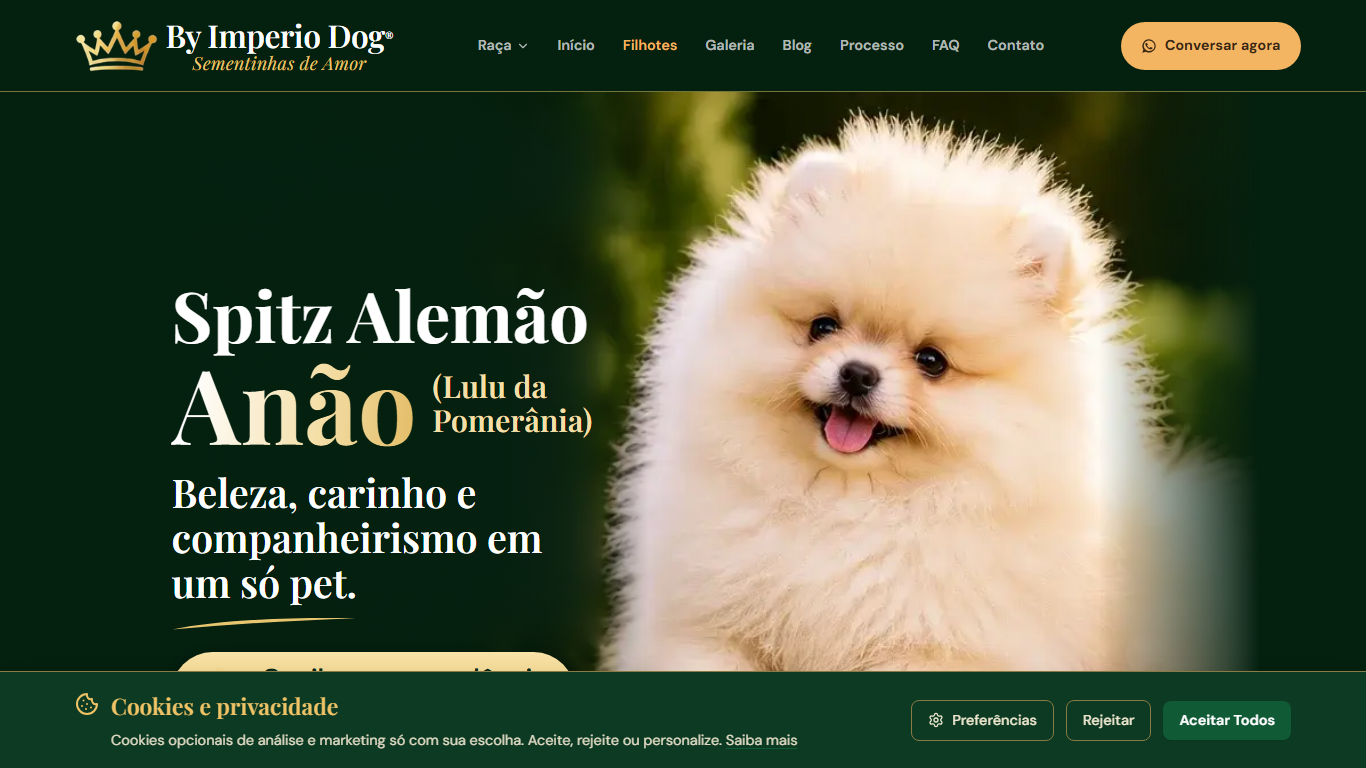 By Imperio Dog®
Sementinhas de Amor
Raça
Início
Filhotes
Galeria
Blog
Processo
FAQ
Contato
Conversar agora
Spitz Alemão
Anão
(Lulu da
Pomerânia)
Beleza, carinho e
companheirismo em
um só pet.
Cookies e privacidade
Cookies opcionais de análise e marketing só com sua escolha. Aceite, rejeite ou personalize. Saiba mais
Preferências
Rejeitar
Aceitar Todos